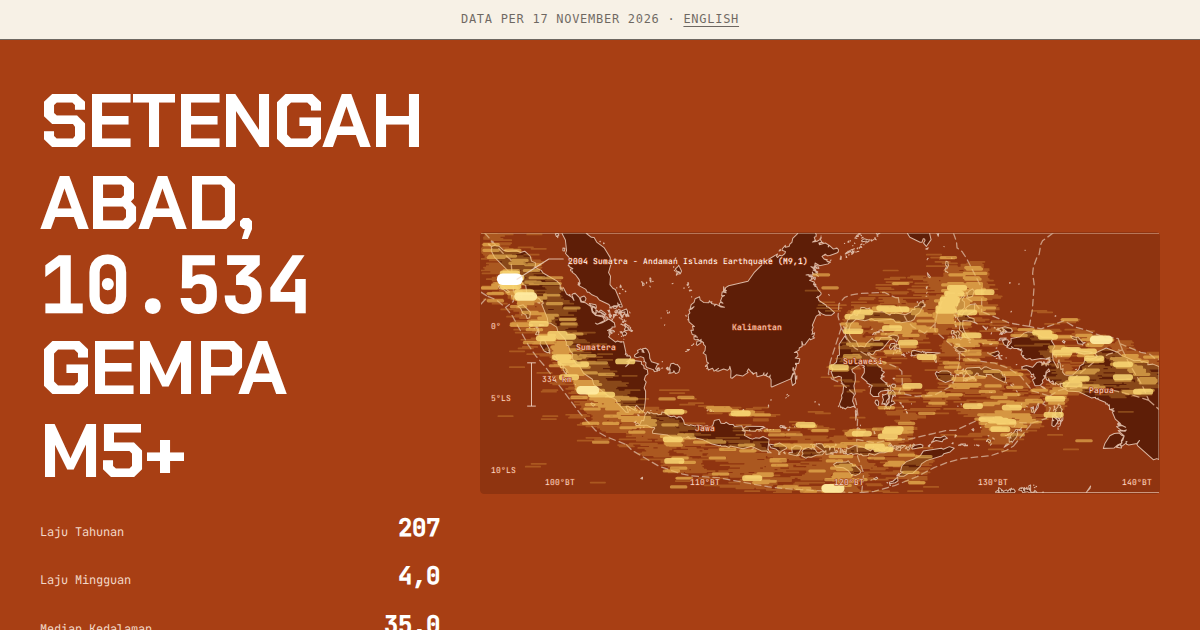 DATA PER 17 NOVEMBER 2026 · ENGLISH
SETENGAH
ABAD,
10.534
GEMPA
M5+
2004 Sumatra - Andaman Islands Earthquake (M9,1)
0°
Kalimantan
Sumatera
Sulawesi
334 km
Papua
5°LS
Jawa
10°LS
100°BT
110°BT
120°BT
130°BT
140°BT
Laju Tahunan 207
Laju Mingguan 4,0
Median Kedalaman 35,0